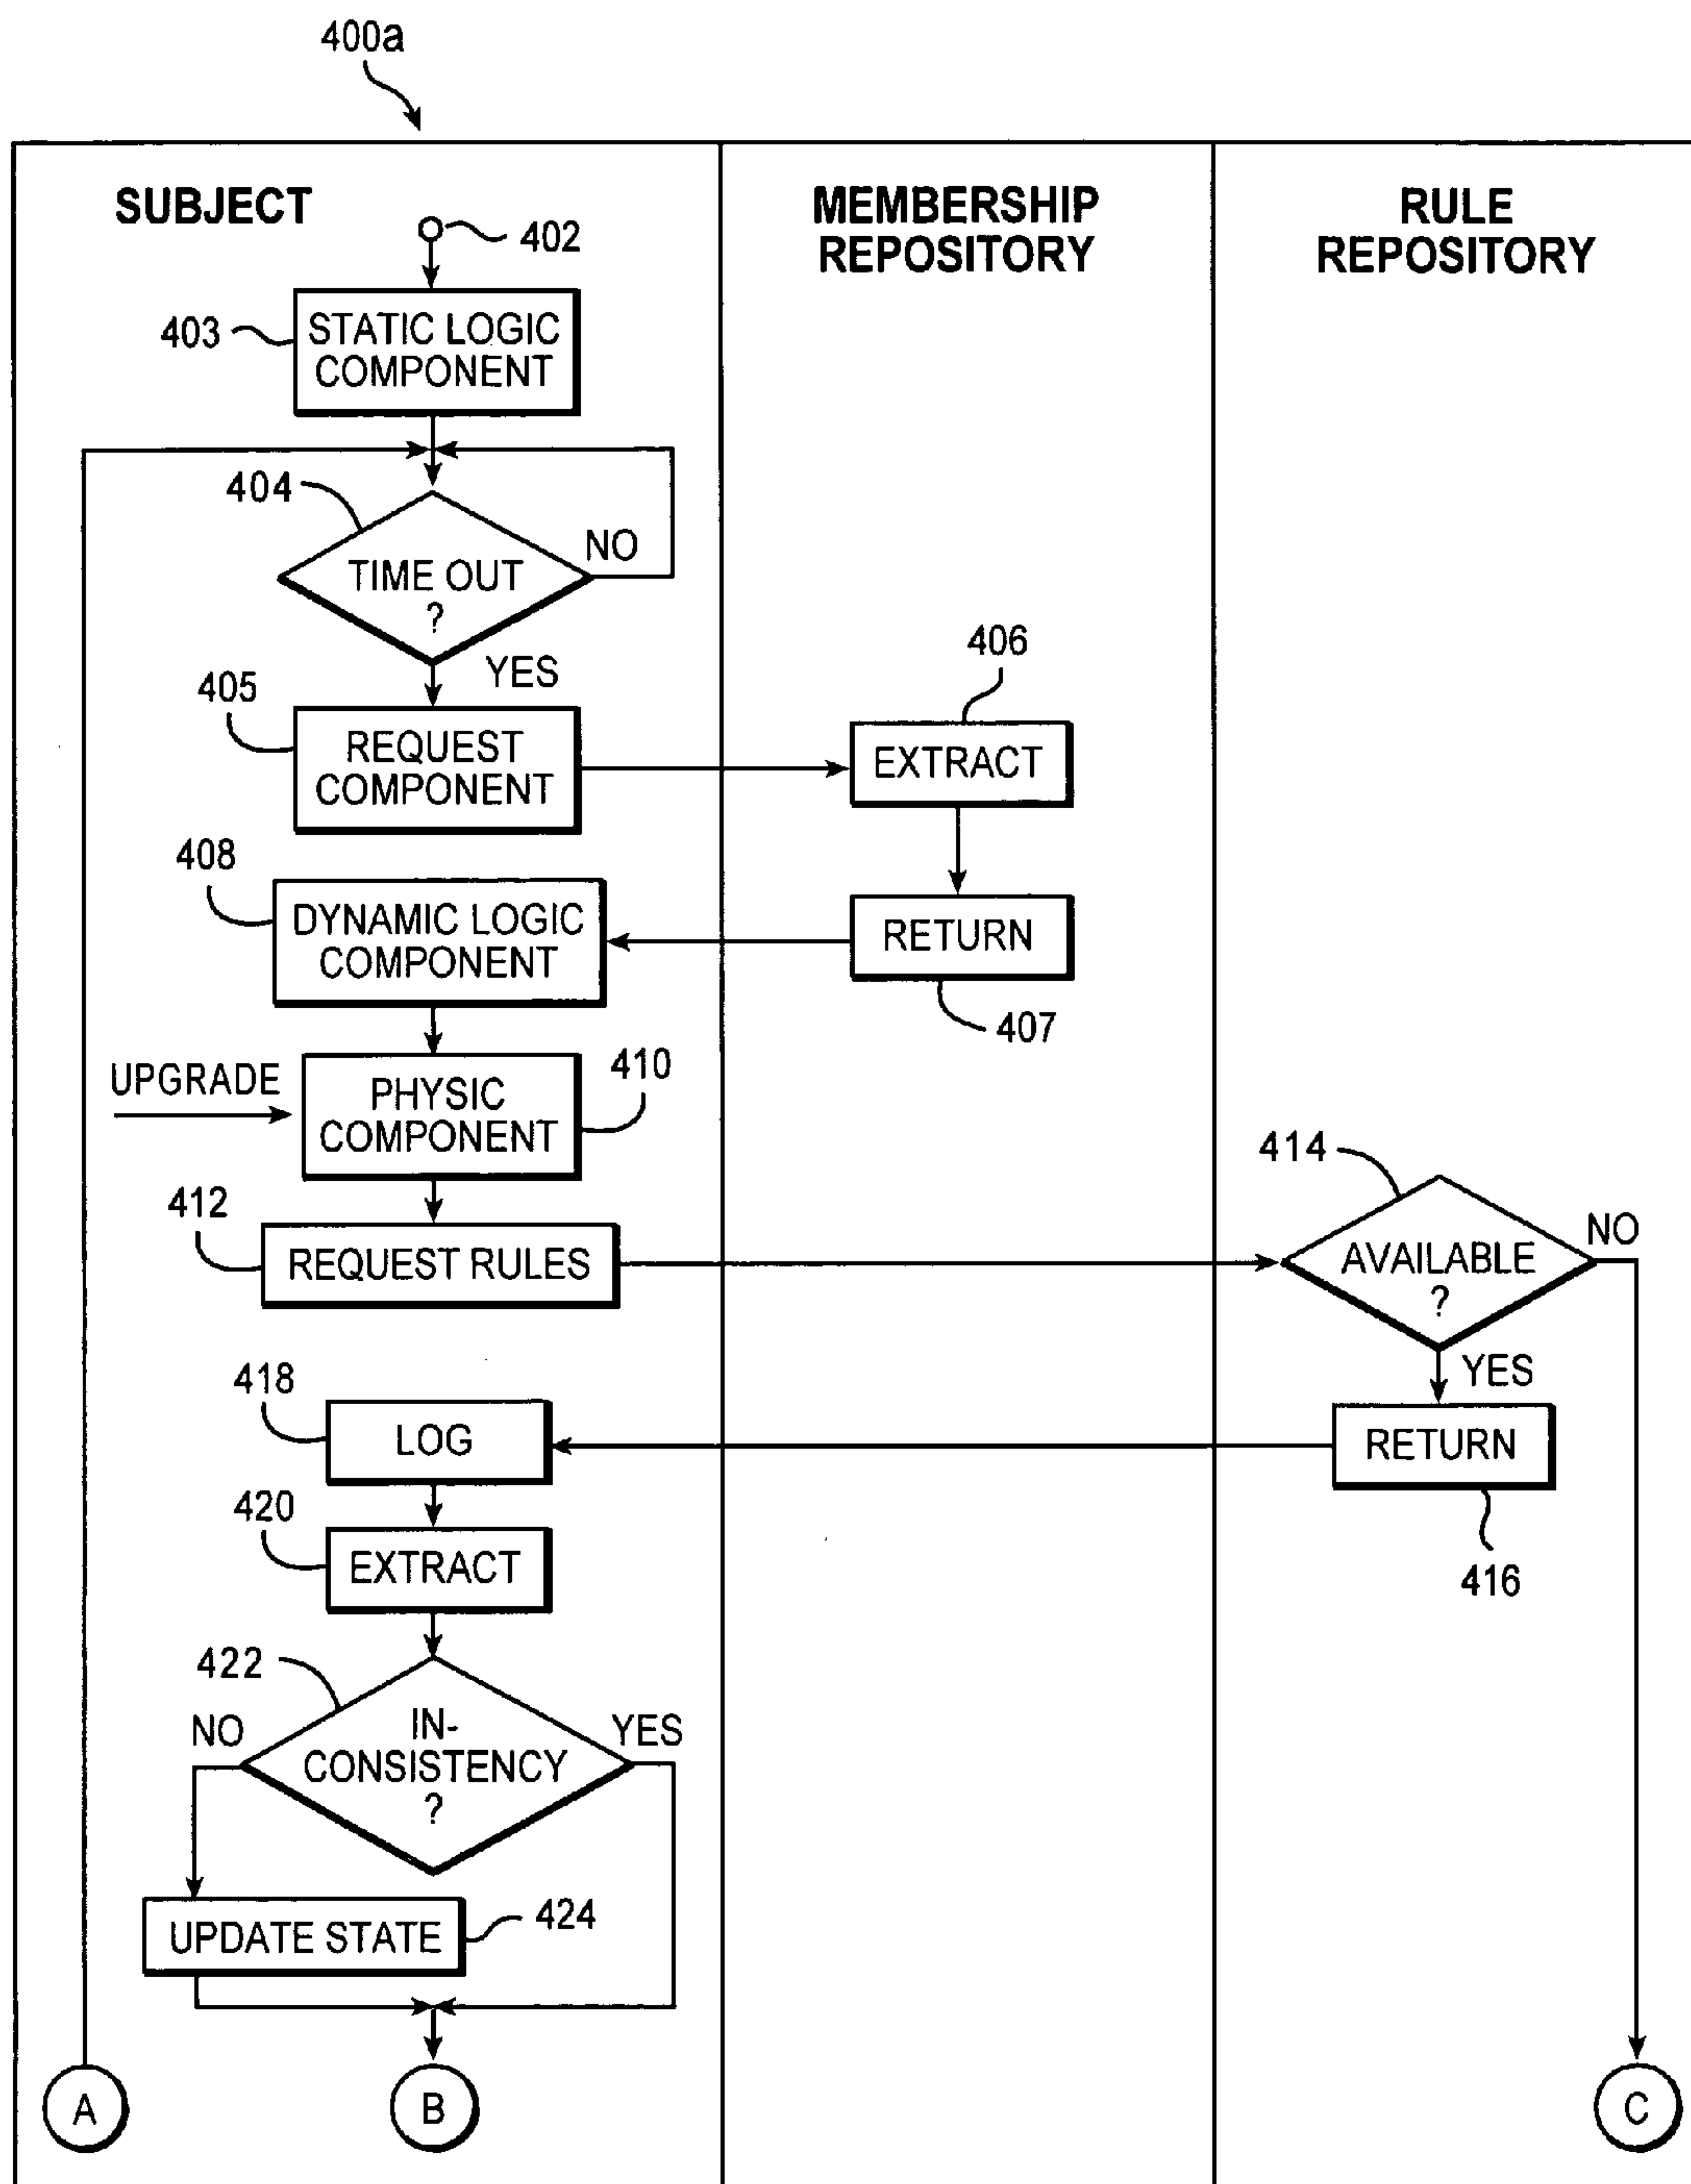 400a
SUBJECT
MEMBERSHIP
REPOSITORY
RULE
REPOSITORY
402
403
STATIC LOGIC
COMPONENT
404
TIME OUT
?
NO
YES
405
REQUEST
COMPONENT
406
EXTRACT
408
DYNAMIC LOGIC
COMPONENT
RETURN
407
UPGRADE
PHYSIC
COMPONENT
410
412
REQUEST RULES
414
AVAILABLE
?
NO
YES
418
LOG
RETURN
416
420
EXTRACT
422
NO
IN-
CONSISTENCY
?
YES
UPDATE STATE
424
A
B
C